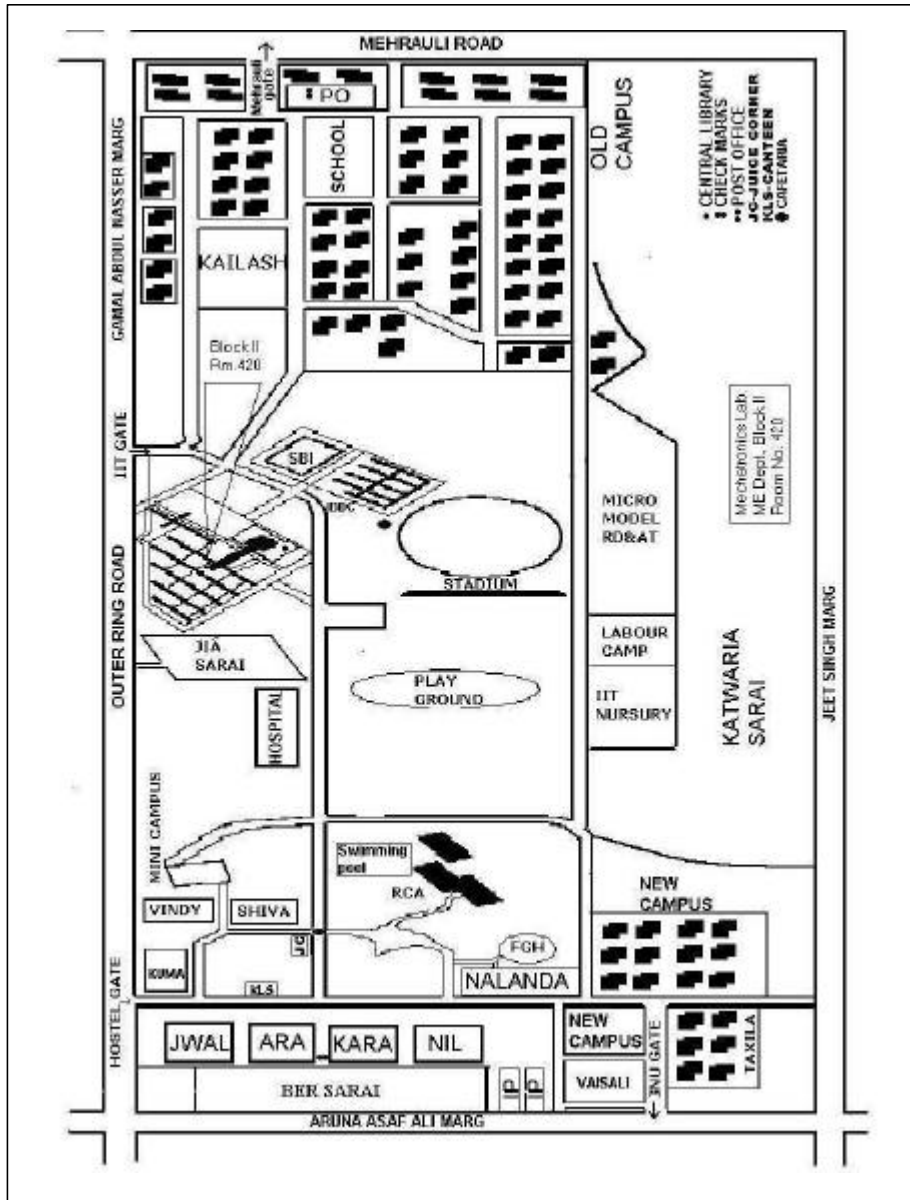 MEHRAULI ROAD
Mehrauli
gate
PO
SCHOOL
OLD
CAMPUS
CENTRAL LIBRARY
CHECK MARKS
POST OFFICE
JC-JUICE CORNER
KLS-CANTEEN
CAFETARIA
GAMAL ABDUL NASSER MARG
KAILASH
Block II
Rm.420
IIT GATE
SBI
MICRO
MODEL
RD&AT
Mechatronics Lab.
ME Dept. Block II
Room No. 420
STADIUM
OUTER RING ROAD
JIA
SARAI
LABOUR
CAMP
PLAY
GROUND
IIT
NURSURY
KATWARIA
SARAI
JEET SINGH MARG
HOSPITAL
MINI CAMPUS
Swimming
pool
RCA
NEW
CAMPUS
VINDY
SHIVA
JC
FGH
KUMA
KLS
NALANDA
HOSTEL GATE
JWAL
ARA
KARA
NIL
NEW
CAMPUS
JNU GATE
TAXILA
BER SARAI
VAISALI
ARUNA ASAF ALI MARG